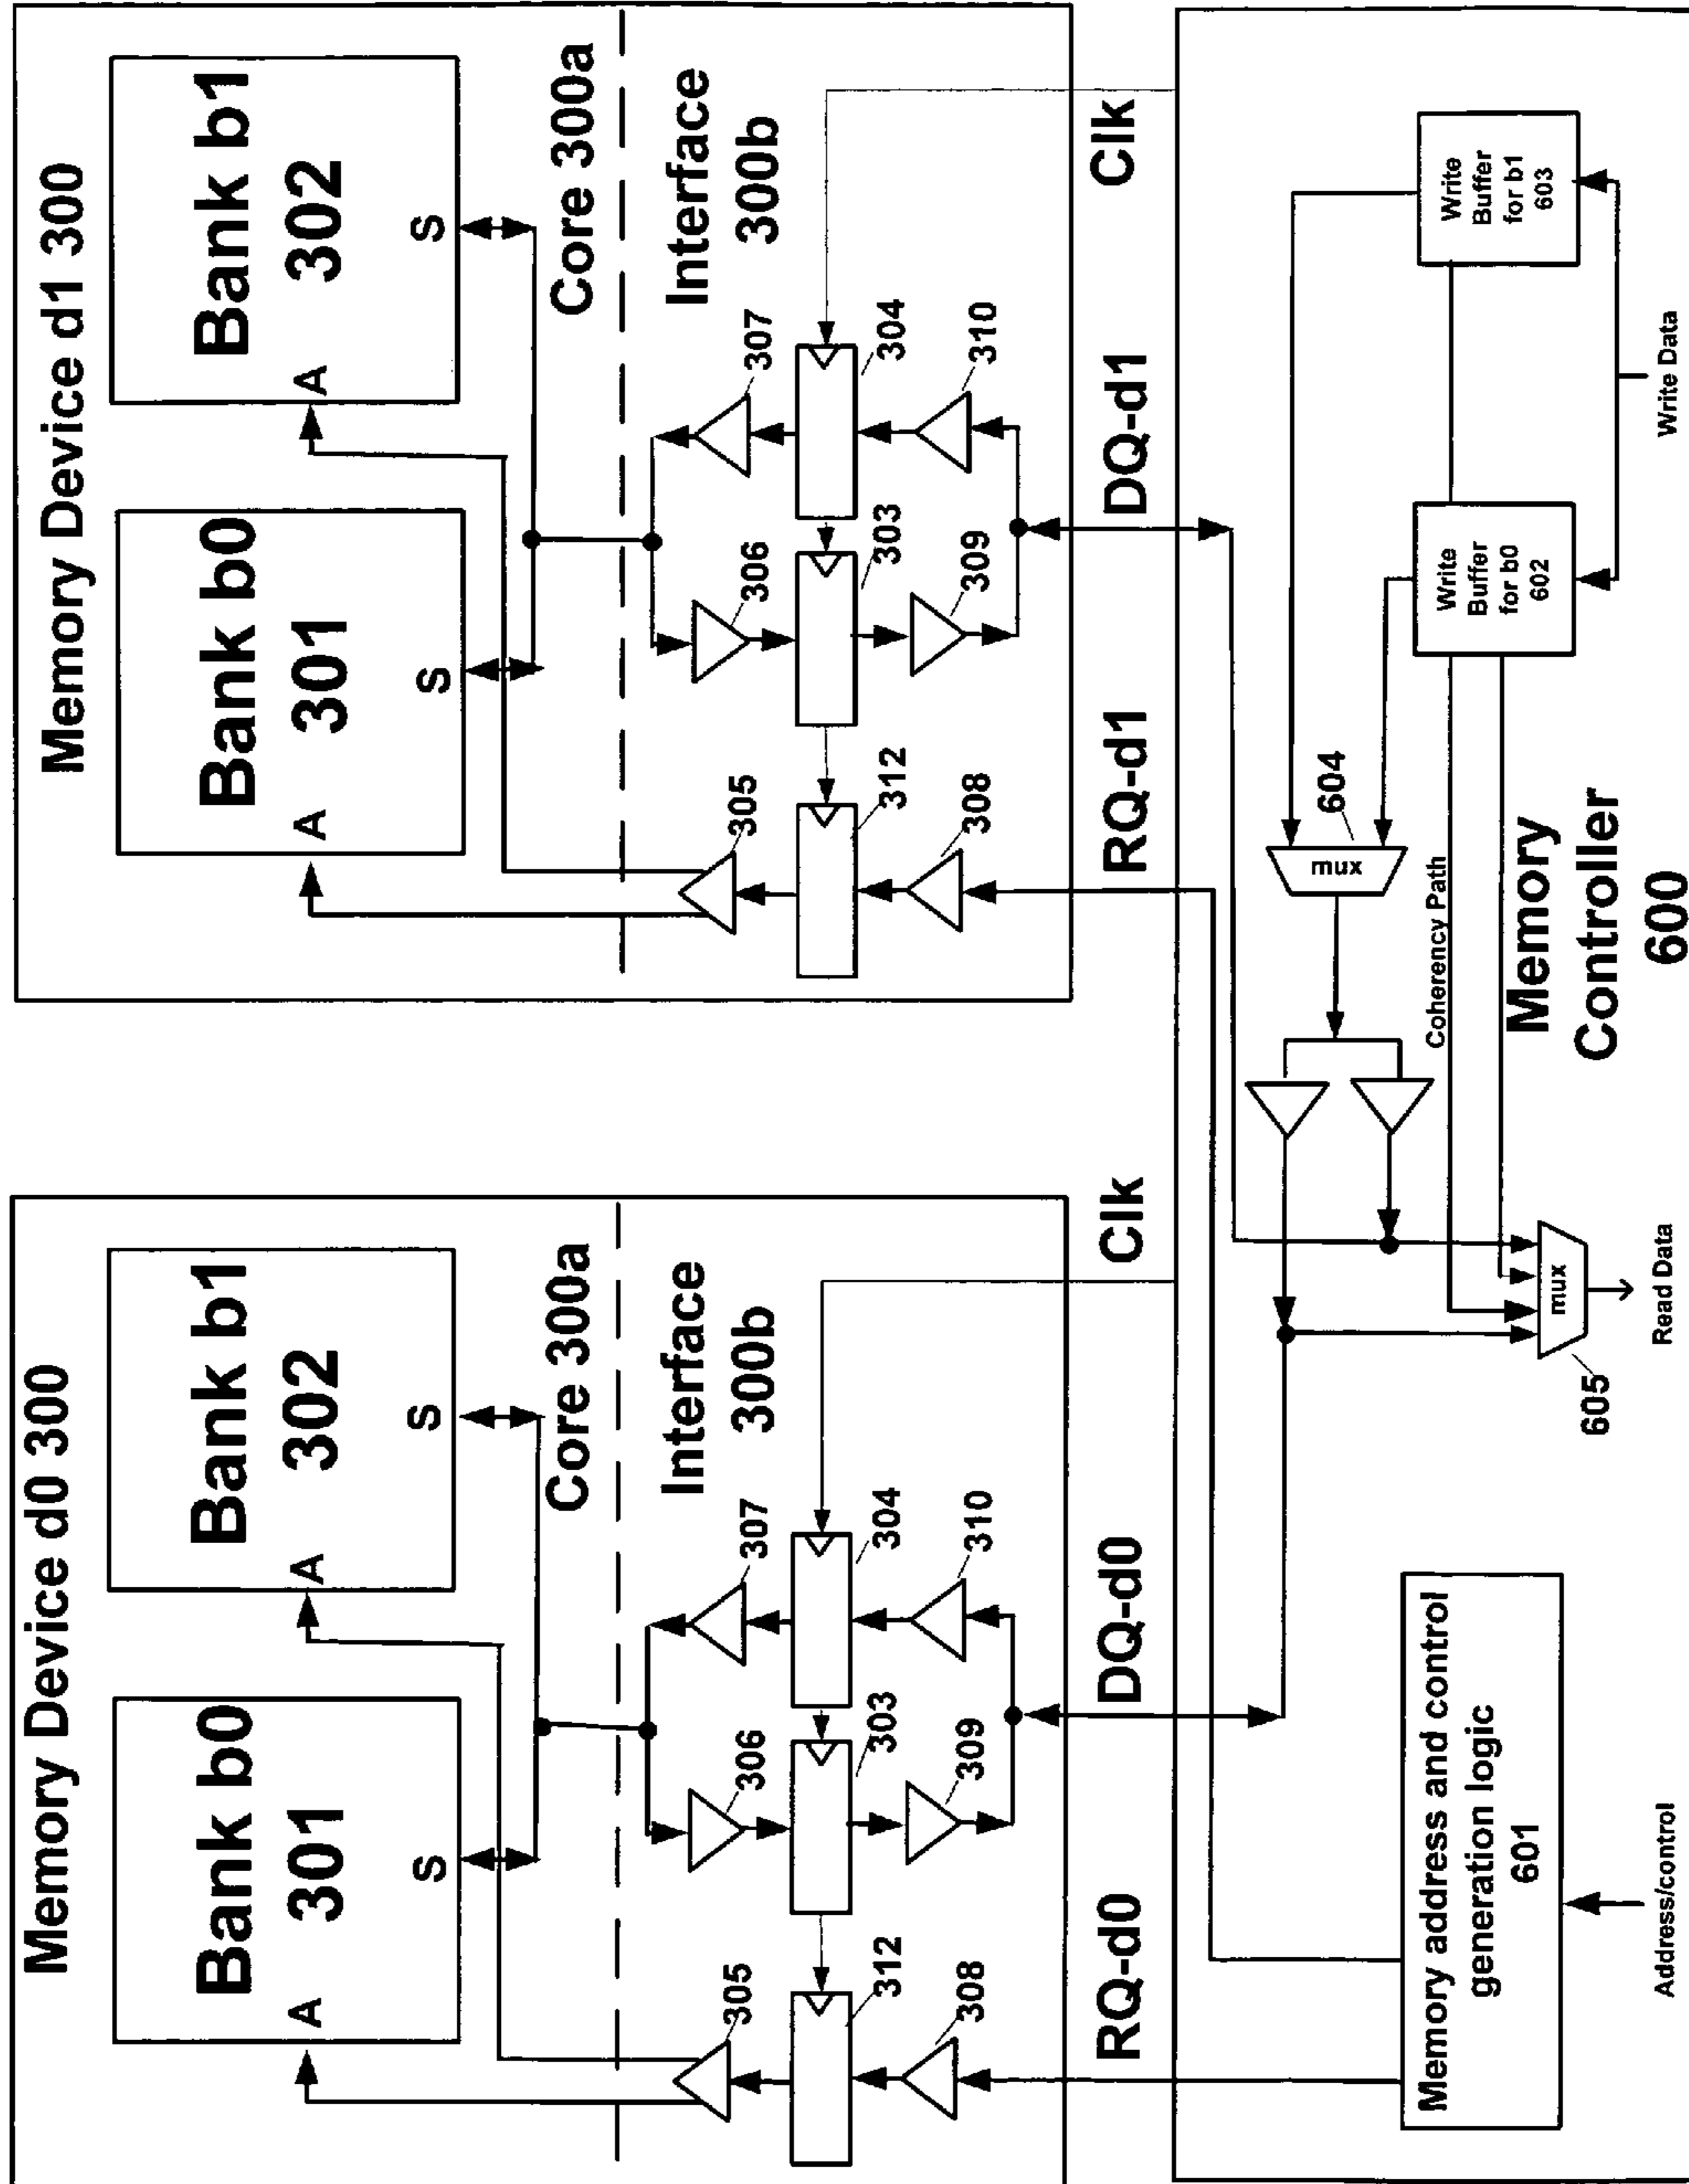 Memory Device d0 300
Bank b0
301
A
S
Bank b1
302
A
S
Core 300a
Interface
300b
305
306
307
312
303
304
308
309
310
RQ-d0
DQ-d0
Clk
Memory Device d1 300
Bank b0
301
A
S
Bank b1
302
A
S
Core 300a
Interface
300b
305
306
307
312
303
304
308
309
310
RQ-d1
DQ-d1
Clk
Memory address and control
generation logic
601
Address/control
mux
605
Read Data
mux
604
Coherency Path
Memory
Controller
600
Write
Buffer
for b0
602
Write
Buffer
for b1
603
Write Data